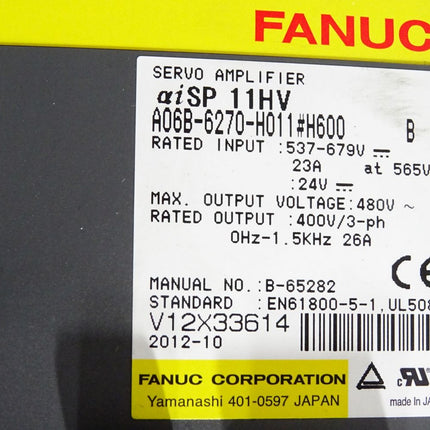 FANUC
SERVO AMPLIFIER
αiSP 11HV
A06B-6270-H011#H600 B
RATED INPUT :537-679V ⎓
23A at 565V
:24V ⎓
MAX. OUTPUT VOLTAGE:480V ~
RATED OUTPUT :400V/3-ph
0Hz-1.5KHz 26A
MANUAL NO.:B-65282
STANDARD :EN61800-5-1,UL508
V12X33614
2012-10
CE
FANUC CORPORATION
Yamanashi 401-0597 JAPAN
c RU
made in JA